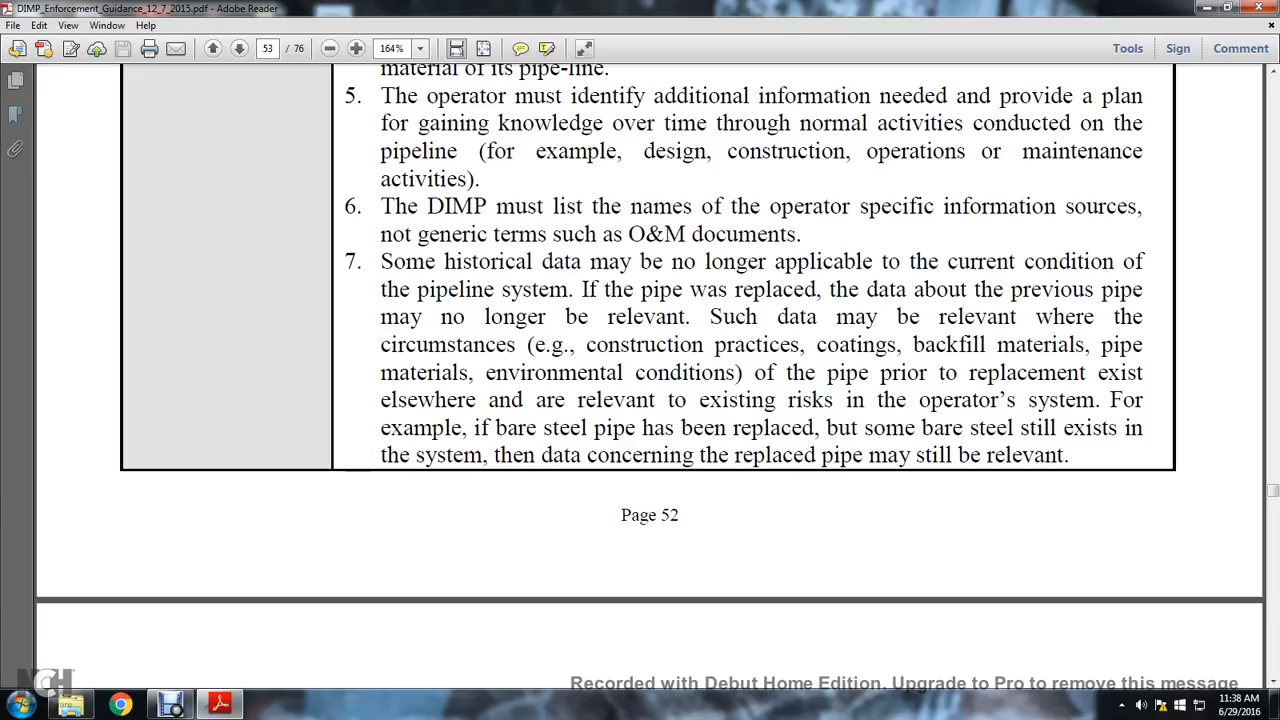 DIMP_Enforcement_Guidance_12_7_2015.pdf - Adobe Reader
File Edit View Window Help
53 / 76 164% Tools Sign Comment
material of its pipe-line.
5. The operator must identify additional information needed and provide a plan
for gaining knowledge over time through normal activities conducted on the
pipeline (for example, design, construction, operations or maintenance
activities).
6. The DIMP must list the names of the operator specific information sources,
not generic terms such as O&M documents.
7. Some historical data may be no longer applicable to the current condition of
the pipeline system. If the pipe was replaced, the data about the previous pipe
may no longer be relevant. Such data may be relevant where the
circumstances (e.g., construction practices, coatings, backfill materials, pipe
materials, environmental conditions) of the pipe prior to replacement exist
elsewhere and are relevant to existing risks in the operator's system. For
example, if bare steel pipe has been replaced, but some bare steel still exists in
the system, then data concerning the replaced pipe may still be relevant.
Page 52
NCH
Recorded with Debut Home Edition. Upgrade to Pro to remove this message
11:38 AM
6/29/2016